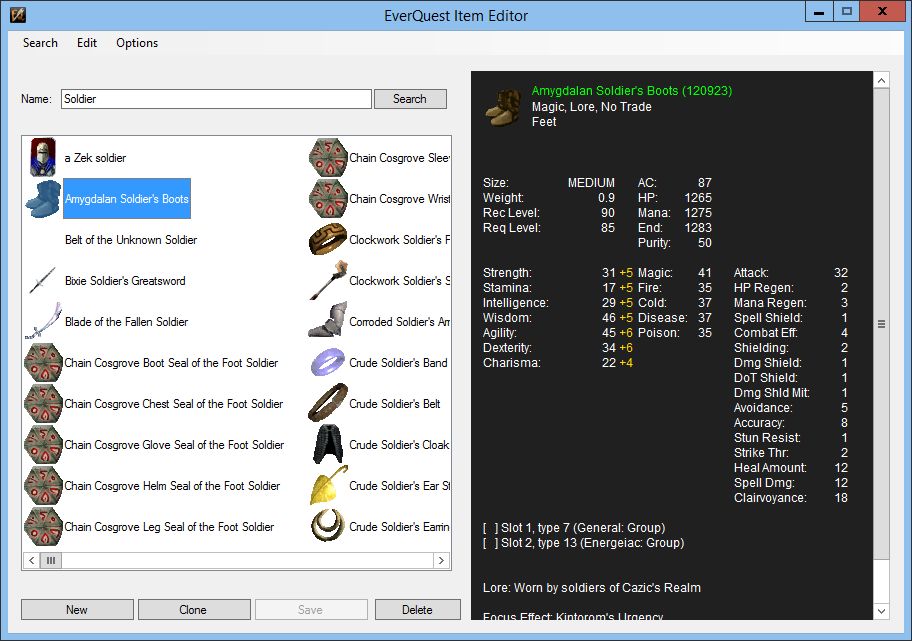 EverQuest Item Editor
Search Edit Options
Name: Soldier Search
a Zek soldier
Amygdalan Soldier's Boots
Belt of the Unknown Soldier
Bixie Soldier's Greatsword
Blade of the Fallen Soldier
Chain Cosgrove Boot Seal of the Foot Soldier
Chain Cosgrove Chest Seal of the Foot Soldier
Chain Cosgrove Glove Seal of the Foot Soldier
Chain Cosgrove Helm Seal of the Foot Soldier
Chain Cosgrove Leg Seal of the Foot Soldier
Chain Cosgrove Slee
Chain Cosgrove Wrist
Clockwork Soldier's
Clockwork Soldier's S
Corroded Soldier's Ar
Crude Soldier's Band
Crude Soldier's Belt
Crude Soldier's Cloak
Crude Soldier's Ear S
Crude Soldier's Earrin
New Clone Save Delete
Amygdalan Soldier's Boots (120923)
Magic, Lore, No Trade
Feet
Size: MEDIUM AC: 87
Weight: 0.9 HP: 1265
Rec Level: 90 Mana: 1275
Req Level: 85 End: 1283
Purity: 50
Strength: 31 +5 Magic: 41 Attack: 32
Stamina: 17 +5 Fire: 35 HP Regen: 2
Intelligence: 29 +5 Cold: 37 Mana Regen: 3
Wisdom: 46 +5 Disease: 37 Spell Shield: 1
Agility: 45 +6 Poison: 35 Combat Eff: 4
Dexterity: 34 +6 Shielding: 2
Charisma: 22 +4 Dmg Shield: 1
DoT Shield: 1
Dmg Shld Mit: 1
Avoidance: 5
Accuracy: 8
Stun Resist: 1
Strike Thr: 2
Heal Amount: 12
Spell Dmg: 12
Clairvoyance: 18
[ ] Slot 1, type 7 (General: Group)
[ ] Slot 2, type 13 (Energeiac: Group)
Lore: Worn by soldiers of Cazic's Realm
Focus Effect: Kintorom's Urgency